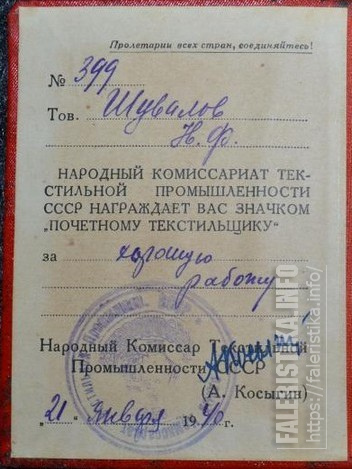 Пролетарии всех стран, соединяйтесь!
№ 399
Тов. Шувалов
Н. Ф.
НАРОДНЫЙ КОМИССАРИАТ ТЕК-
СТИЛЬНОЙ ПРОМЫШЛЕННОСТИ
СССР НАГРАЖДАЕТ ВАС ЗНАЧКОМ
„ПОЧЕТНОМУ ТЕКСТИЛЬЩИКУ"
за хорошую
работу
Народный Комиссар Текстильной
Промышленности СССР
(А. Косыгин)
„21" января 1940 г.
FALERISTIKA.INFO
https://faleristika.info